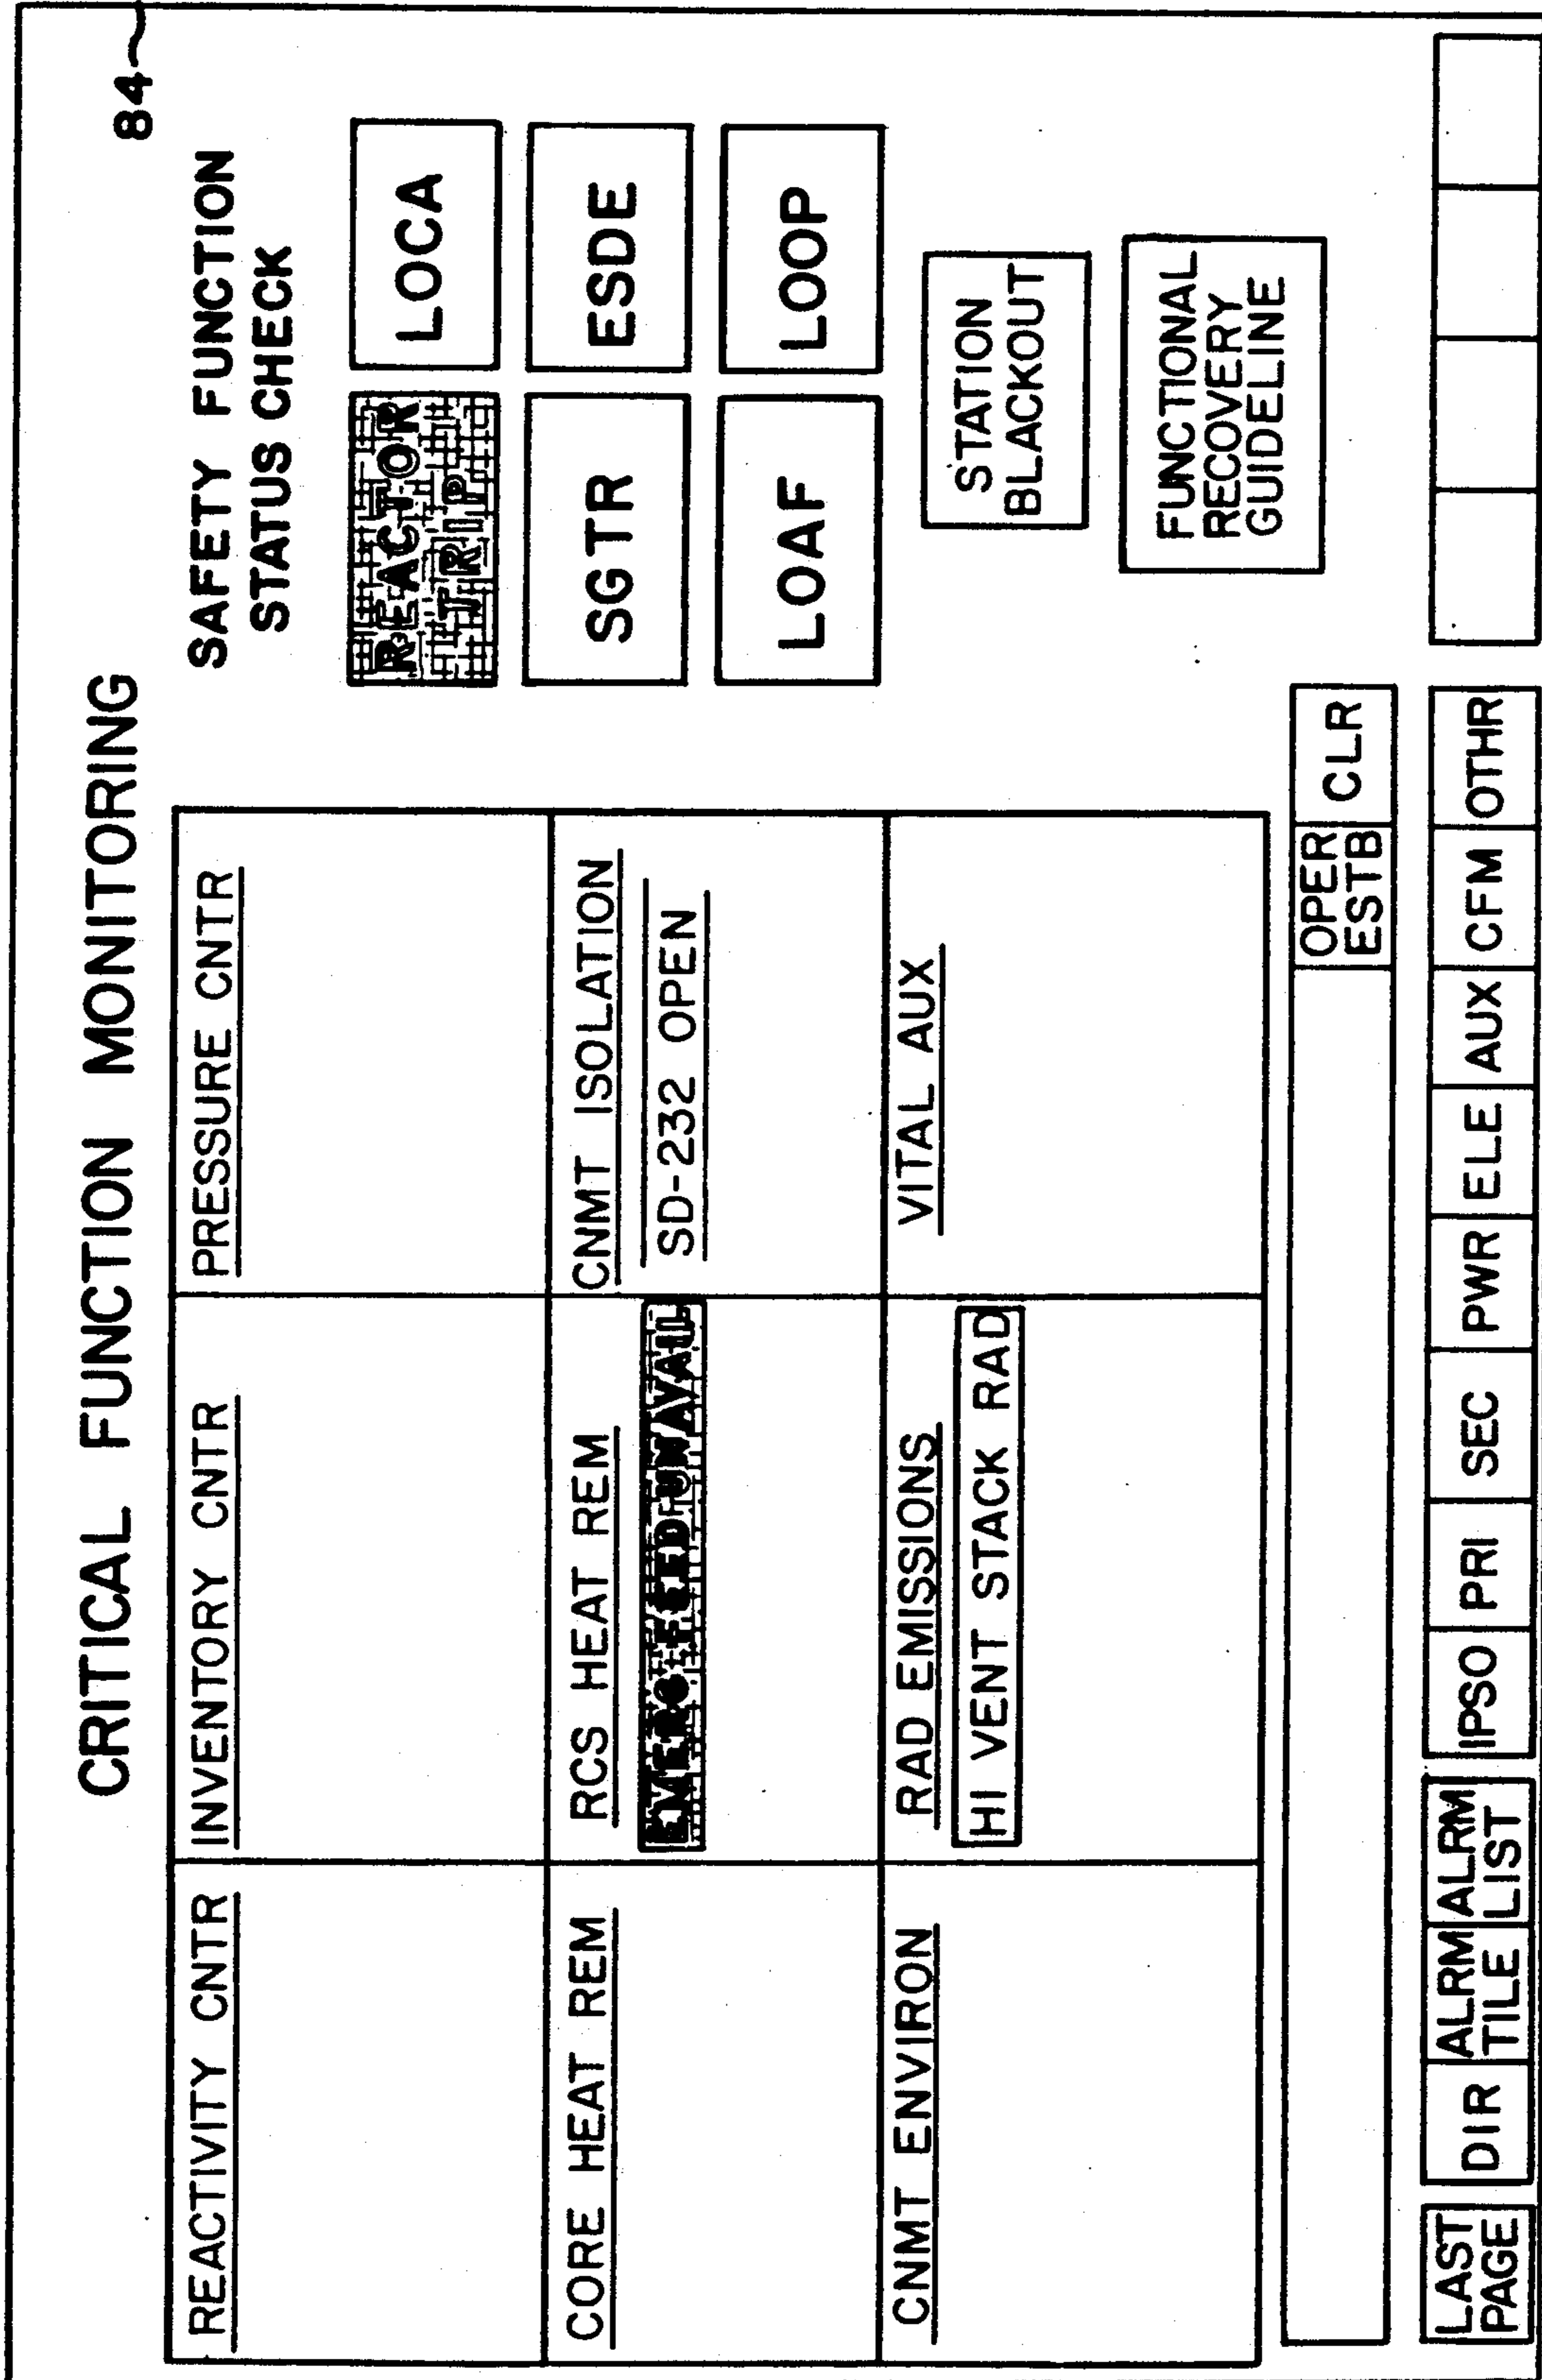 84
CRITICAL FUNCTION MONITORING
REACTIVITY CNTR
INVENTORY CNTR
PRESSURE CNTR
CORE HEAT REM
RCS HEAT REM
EMERG FEED UNAVAIL
CNMT ISOLATION
SD-232 OPEN
CNMT ENVIRON
RAD EMISSIONS
HI VENT STACK RAD
VITAL AUX
SAFETY FUNCTION
STATUS CHECK
REACTOR
TRIP
LOCA
SGTR
ESDE
LOAF
LOOP
STATION
BLACKOUT
FUNCTIONAL
RECOVERY
GUIDELINE
OPER
ESTB
CLR
LAST
PAGE
DIR
ALRM
TILE
ALRM
LIST
IPSO
PRI
SEC
PWR
ELE
AUX
CFM
OTHR